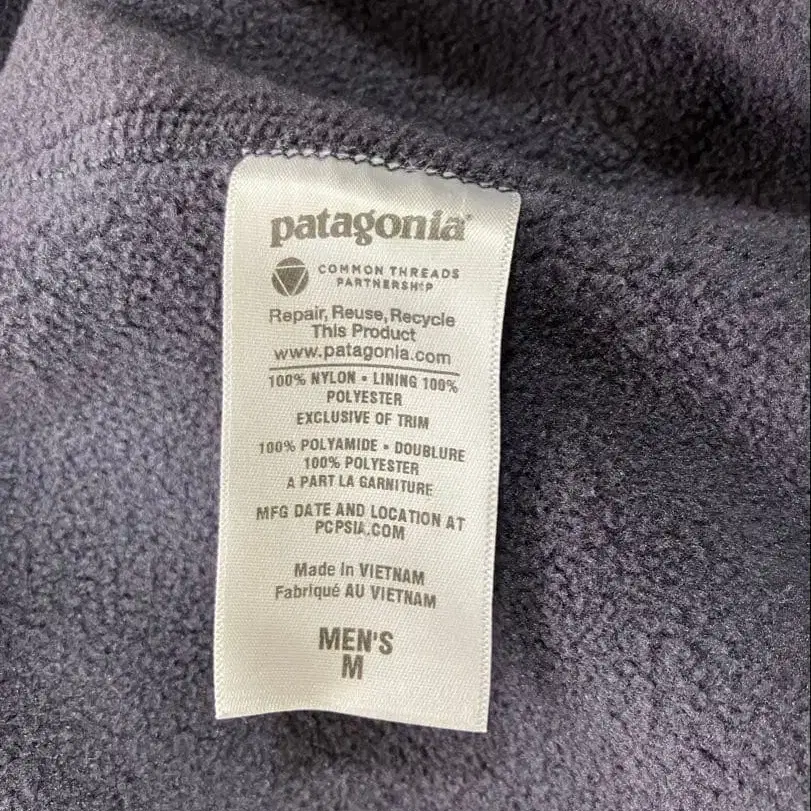 patagonia®
COMMON THREADS
PARTNERSHIP
Repair, Reuse, Recycle
This Product
www.patagonia.com
100% NYLON • LINING 100%
POLYESTER
EXCLUSIVE OF TRIM
100% POLYAMIDE • DOUBLURE
100% POLYESTER
A PART LA GARNITURE
MFG DATE AND LOCATION AT
PCPSIA.COM
Made in VIETNAM
Fabriqué AU VIETNAM
MEN'S
M